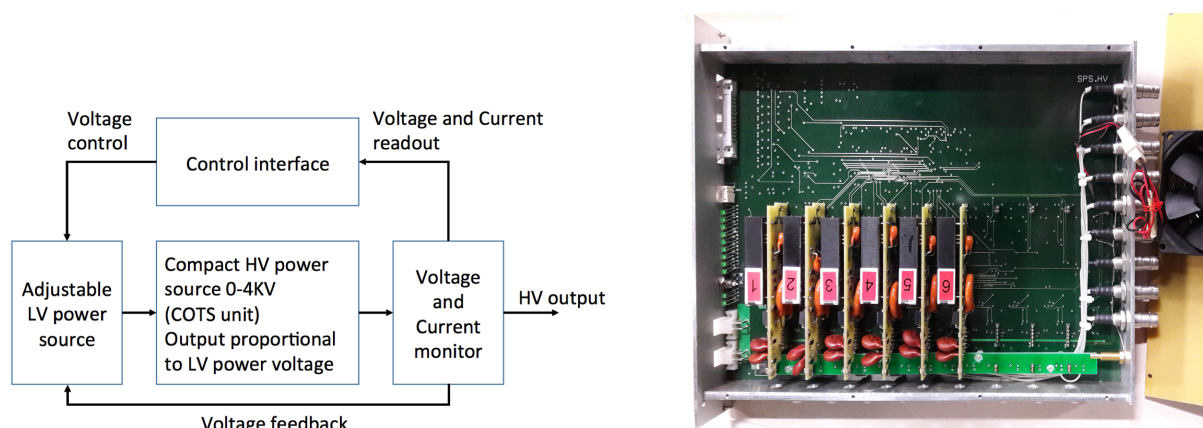 Voltage
control
Voltage and Current
readout
Control interface
Adjustable
LV power
source
Compact HV power
source 0-4KV
(COTS unit)
Output proportional
to LV power voltage
Voltage
and
Current
monitor
HV output
Voltage feedback
SPS.HV
1
2
3
4
5
6